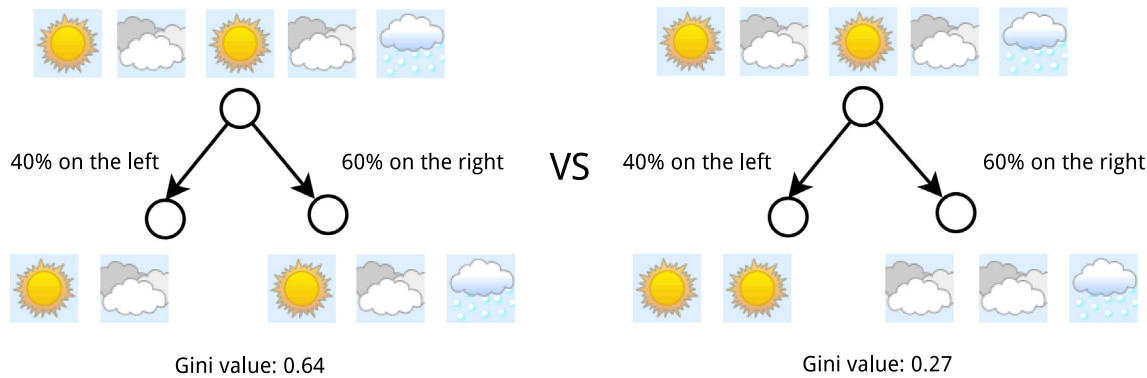 40% on the left
60% on the right
VS
40% on the left
60% on the right
Gini value: 0.64
Gini value: 0.27